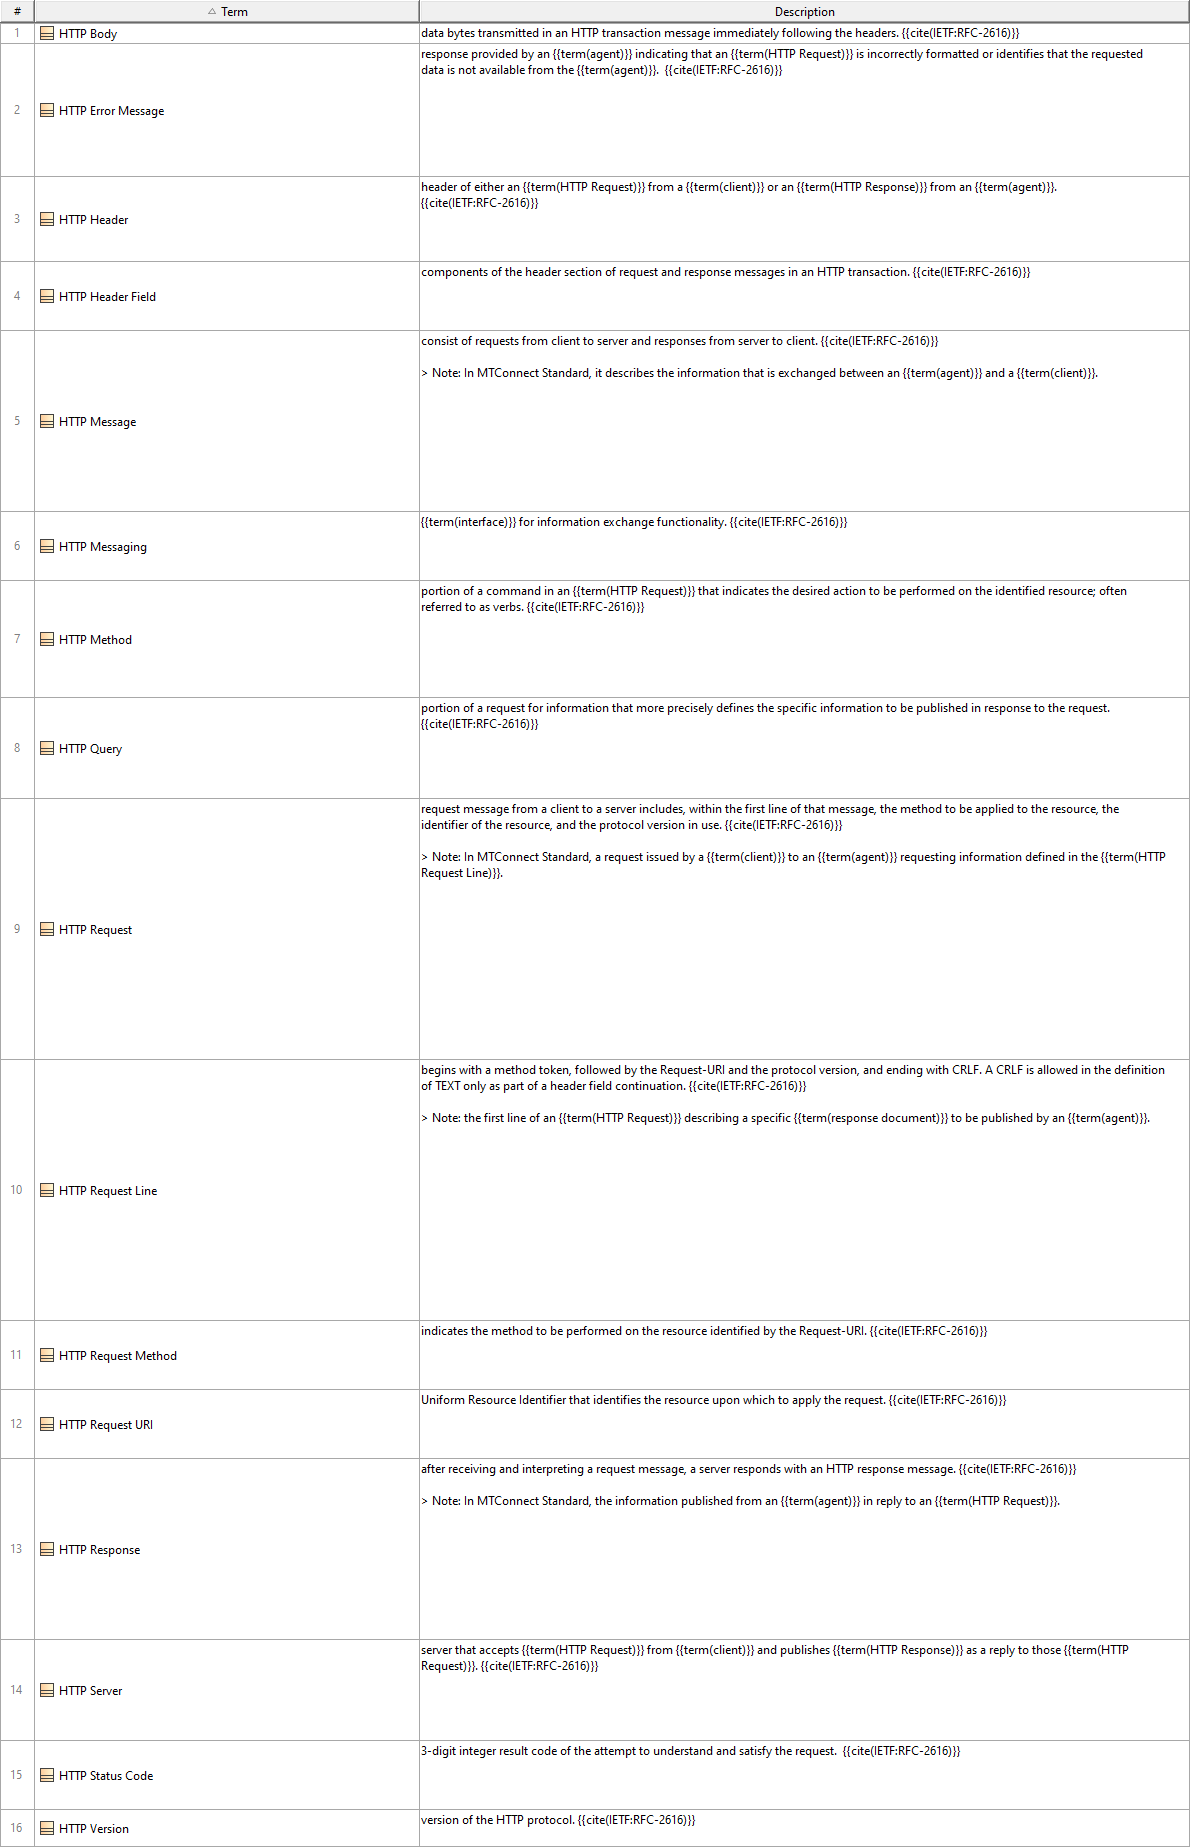 # Term Description
1 HTTP Body data bytes transmitted in an HTTP transaction message immediately following the headers. {{cite(IETF:RFC-2616)}}
2 HTTP Error Message response provided by an {{term(agent)}} indicating that an {{term(HTTP Request)}} is incorrectly formatted or identifies that the requested
data is not available from the {{term(agent)}}.  {{cite(IETF:RFC-2616)}}
3 HTTP Header header of either an {{term(HTTP Request)}} from a {{term(client)}} or an {{term(HTTP Response)}} from an {{term(agent)}}.
{{cite(IETF:RFC-2616)}}
4 HTTP Header Field components of the header section of request and response messages in an HTTP transaction. {{cite(IETF:RFC-2616)}}
5 HTTP Message consist of requests from client to server and responses from server to client. {{cite(IETF:RFC-2616)}}
> Note: In MTConnect Standard, it describes the information that is exchanged between an {{term(agent)}} and a {{term(client)}}.
6 HTTP Messaging {{term(interface)}} for information exchange functionality. {{cite(IETF:RFC-2616)}}
7 HTTP Method portion of a command in an {{term(HTTP Request)}} that indicates the desired action to be performed on the identified resource; often
referred to as verbs. {{cite(IETF:RFC-2616)}}
8 HTTP Query portion of a request for information that more precisely defines the specific information to be published in response to the request.
{{cite(IETF:RFC-2616)}}
9 HTTP Request request message from a client to a server includes, within the first line of that message, the method to be applied to the resource, the
identifier of the resource, and the protocol version in use. {{cite(IETF:RFC-2616)}}
> Note: In MTConnect Standard, a request issued by a {{term(client)}} to an {{term(agent)}} requesting information defined in the {{term(HTTP
Request Line)}}.
10 HTTP Request Line begins with a method token, followed by the Request-URI and the protocol version, and ending with CRLF. A CRLF is allowed in the definition
of TEXT only as part of a header field continuation. {{cite(IETF:RFC-2616)}}
> Note: the first line of an {{term(HTTP Request)}} describing a specific {{term(response document)}} to be published by an {{term(agent)}}.
11 HTTP Request Method indicates the method to be performed on the resource identified by the Request-URI. {{cite(IETF:RFC-2616)}}
12 HTTP Request URI Uniform Resource Identifier that identifies the resource upon which to apply the request. {{cite(IETF:RFC-2616)}}
13 HTTP Response after receiving and interpreting a request message, a server responds with an HTTP response message. {{cite(IETF:RFC-2616)}}
> Note: In MTConnect Standard, the information published from an {{term(agent)}} in reply to an {{term(HTTP Request)}}.
14 HTTP Server server that accepts {{term(HTTP Request)}} from {{term(client)}} and publishes {{term(HTTP Response)}} as a reply to those {{term(HTTP
Request)}}. {{cite(IETF:RFC-2616)}}
15 HTTP Status Code 3-digit integer result code of the attempt to understand and satisfy the request.  {{cite(IETF:RFC-2616)}}
16 HTTP Version version of the HTTP protocol. {{cite(IETF:RFC-2616)}}